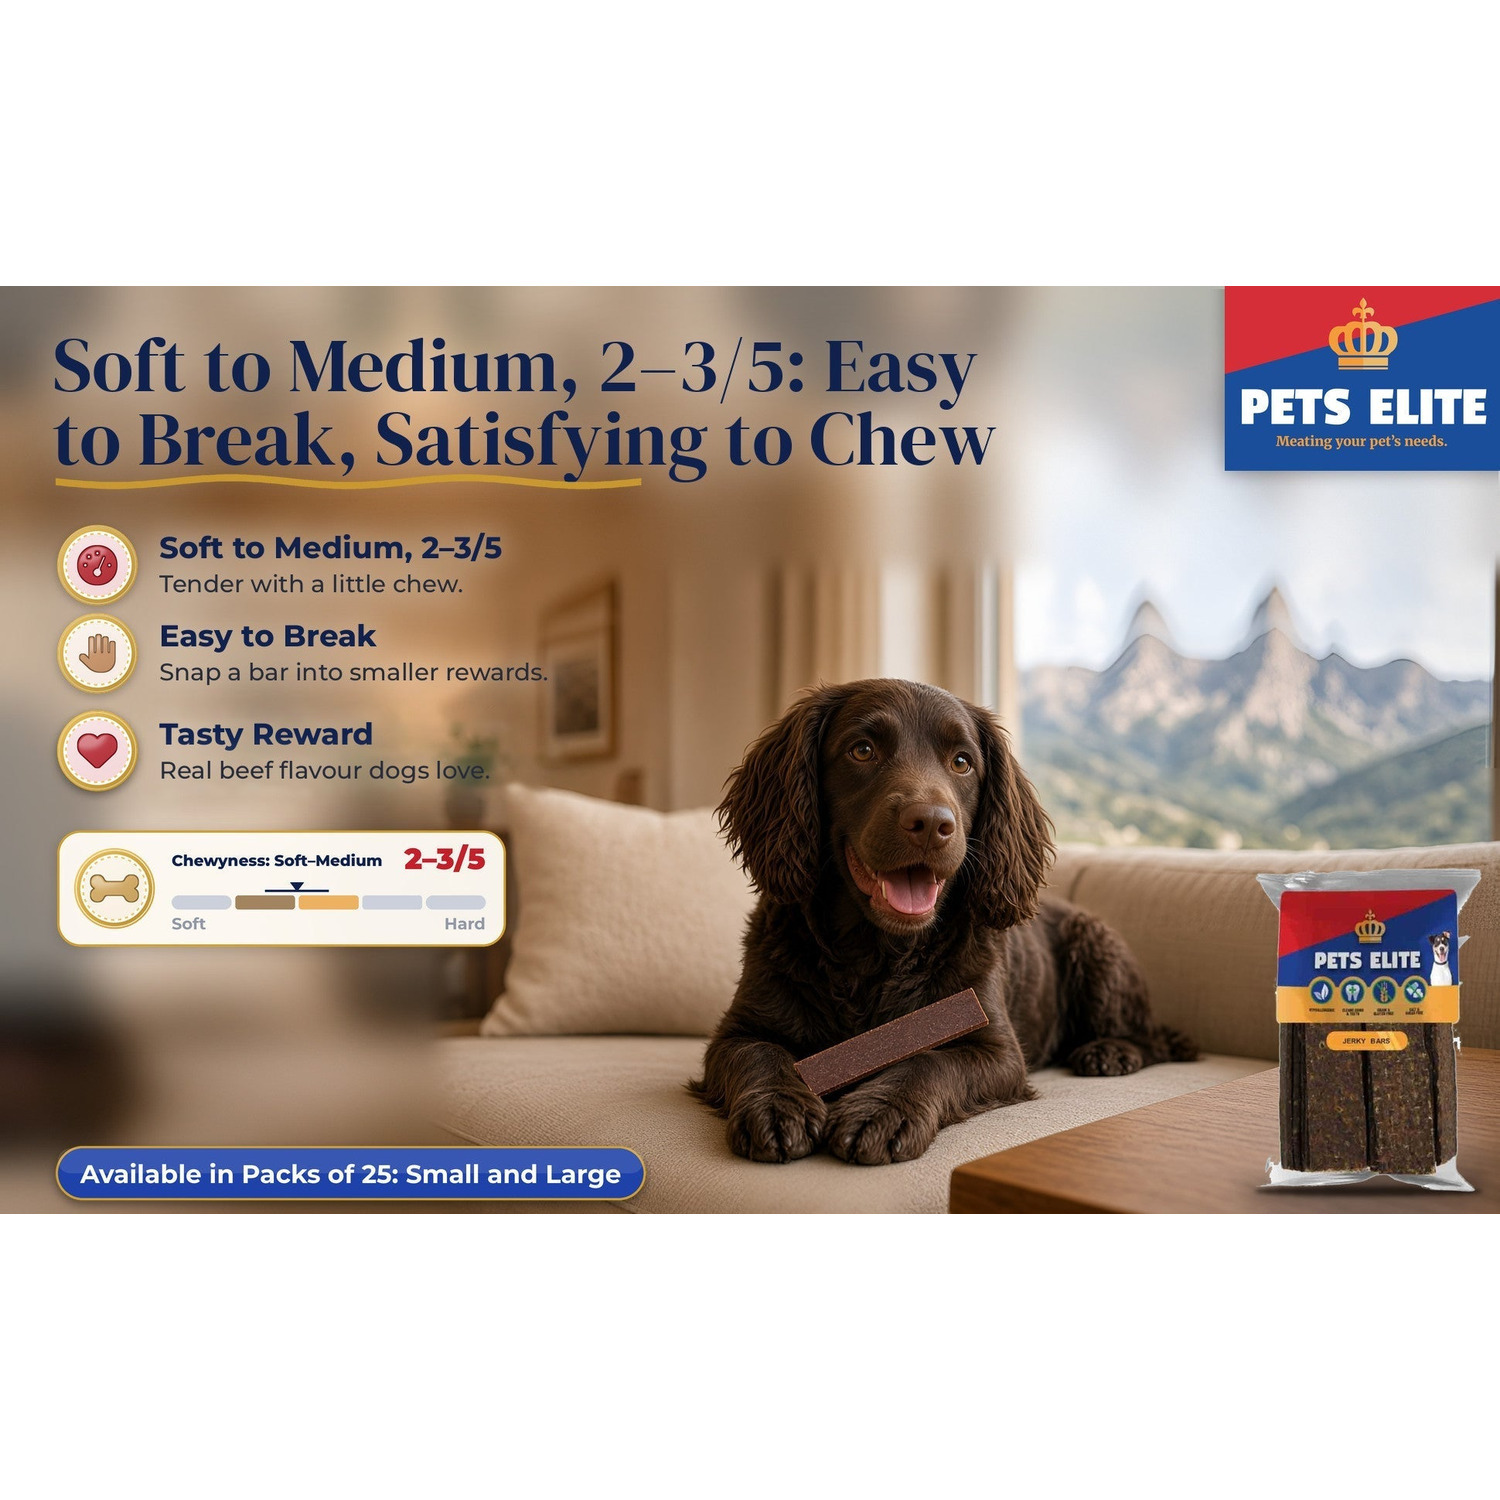 Soft to Medium, 2–3/5: Easy
to Break, Satisfying to Chew
PETS ELITE
Meating your pet's needs.
Soft to Medium, 2–3/5
Tender with a little chew.
Easy to Break
Snap a bar into smaller rewards.
Tasty Reward
Real beef flavour dogs love.
Chewyness: Soft–Medium 2–3/5
Soft Hard
PETS ELITE
HYPOALLERGENIC
JERKY BARS
Available in Packs of 25: Small and Large